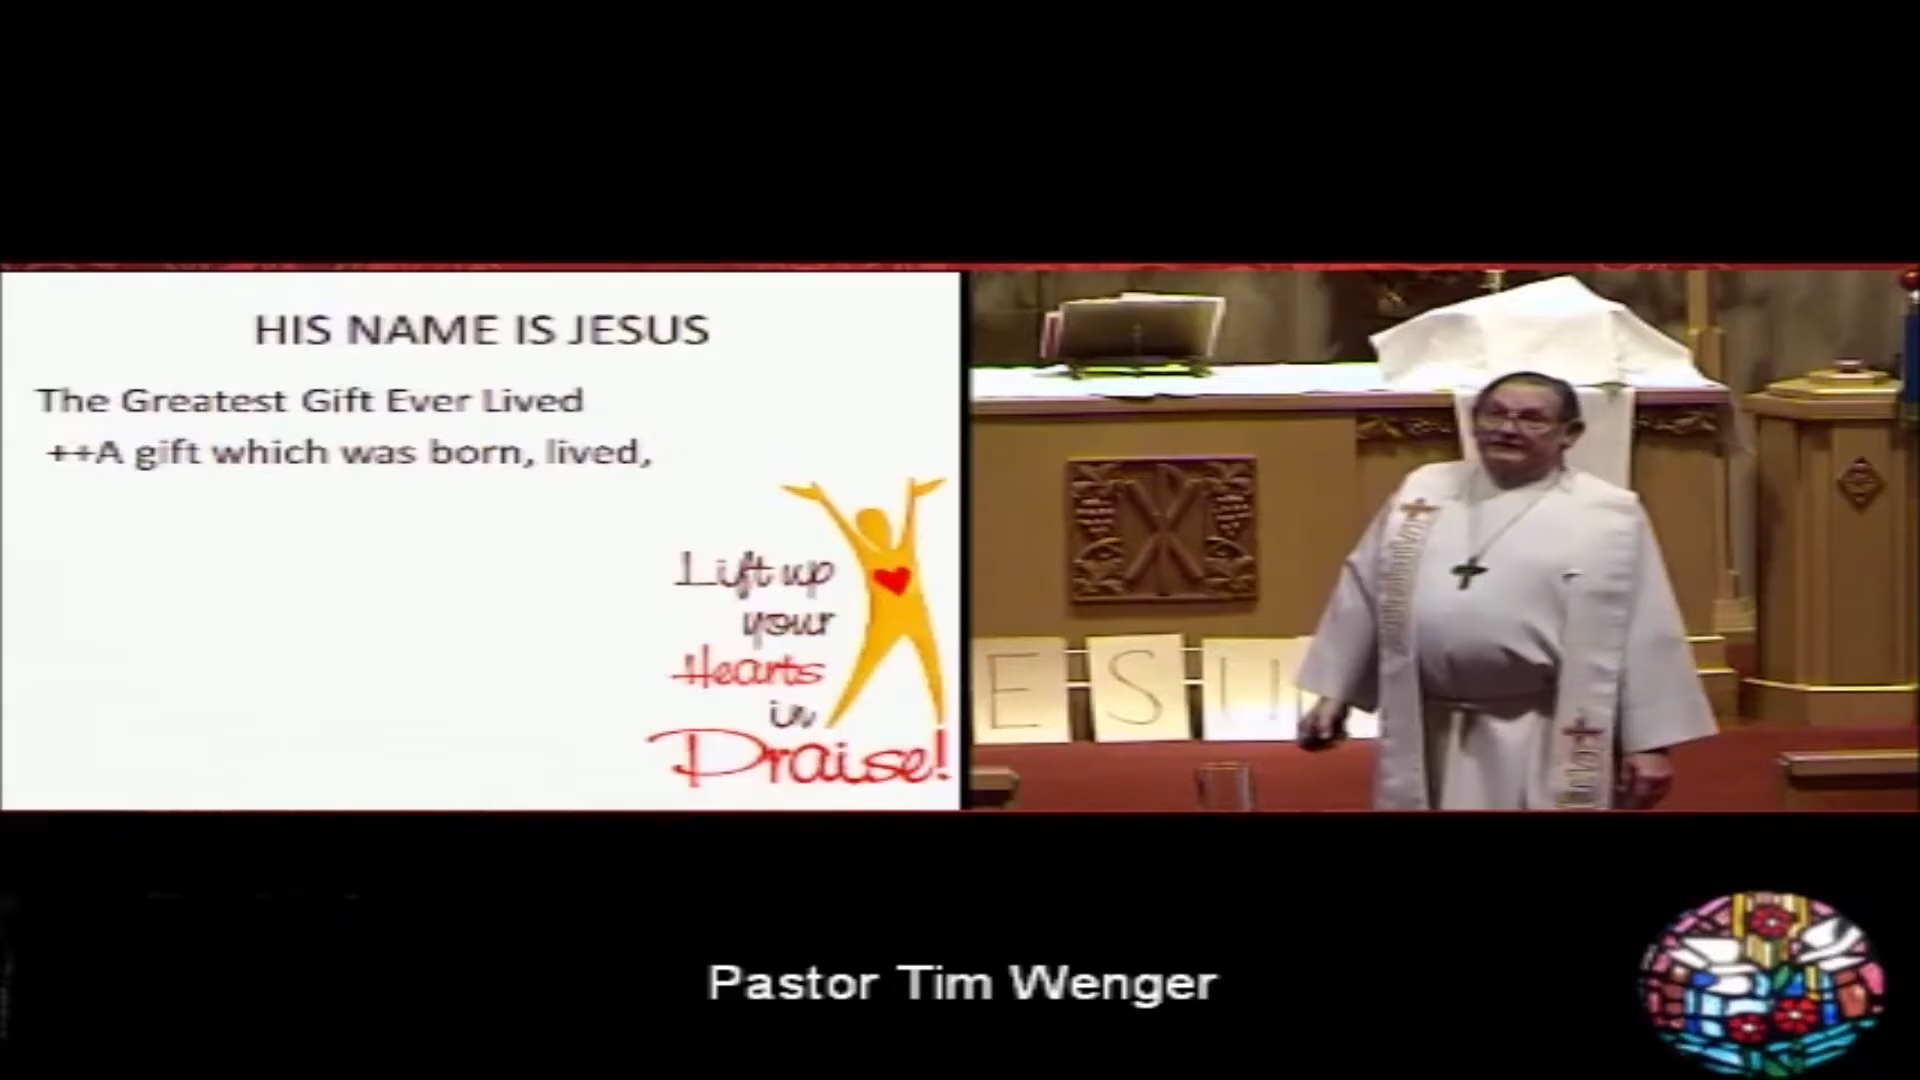 HIS NAME IS JESUS
The Greatest Gift Ever Lived
++A gift which was born, lived,
Lift up
your
Hearts
in
Praise!
E S U
Pastor Tim Wenger